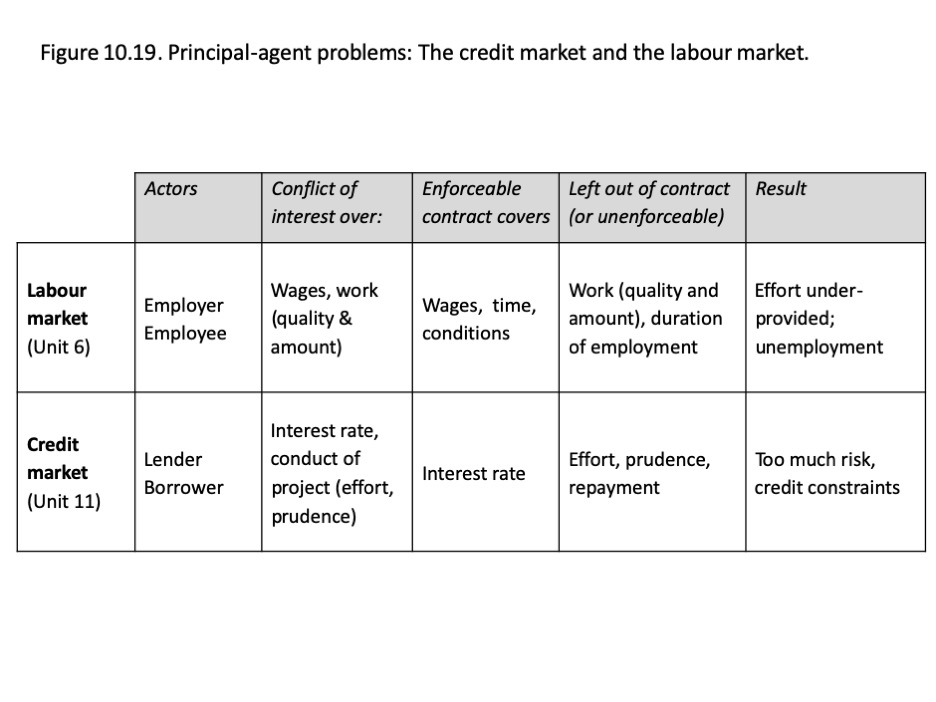 Figure 10.19. Principal-agent problems: The credit market and the labour market.
Actors
Conflict of
interest over:
Enforceable
contract covers
Left out of contract
(or unenforceable)
Result
Labour
market
(Unit 6)
Employer
Employee
Wages, work
(quality &
amount)
Wages, time,
conditions
Work (quality and
amount), duration
of employment
Effort under-
provided;
unemployment
Credit
market
(Unit 11)
Lender
Borrower
Interest rate,
conduct of
project (effort,
prudence)
Interest rate
Effort, prudence,
repayment
Too much risk,
credit constraints